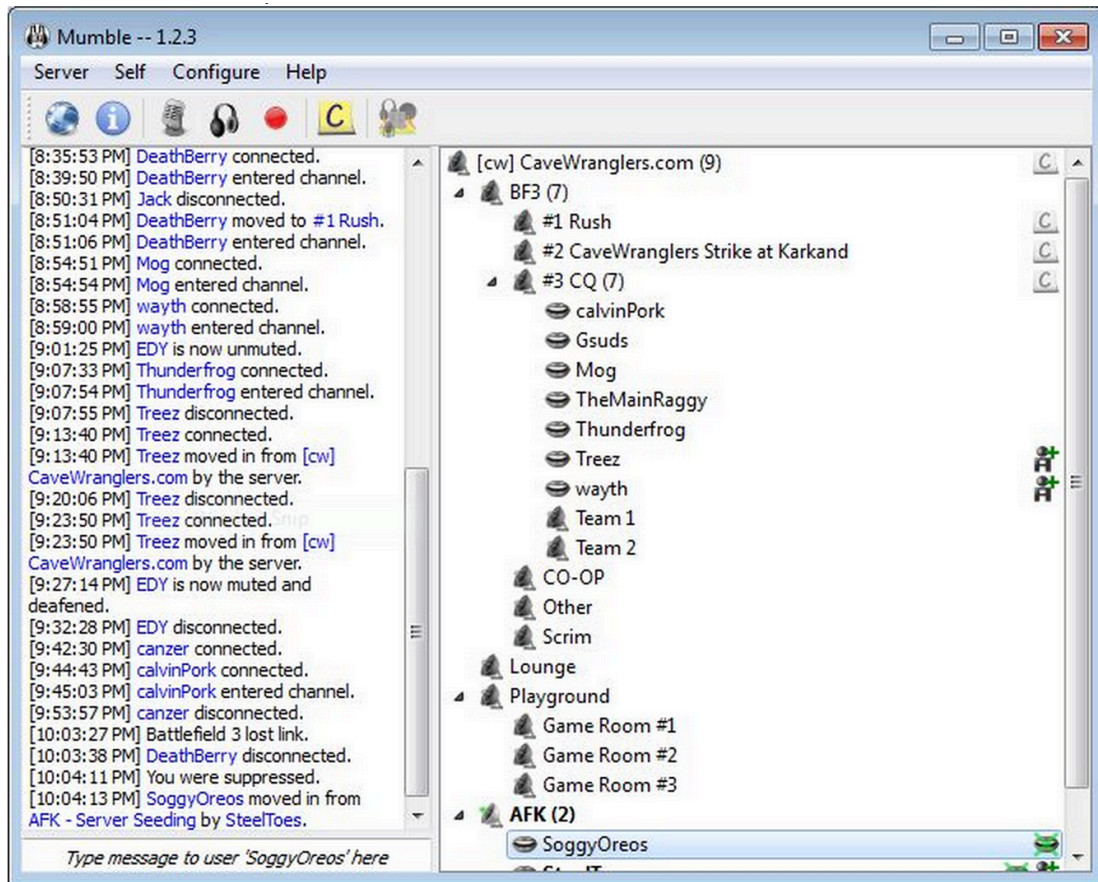 Mumble -- 1.2.3
Server Self Configure Help
C
[8:35:53 PM] DeathBerry connected.
[8:39:50 PM] DeathBerry entered channel.
[8:50:31 PM] Jack disconnected.
[8:51:04 PM] DeathBerry moved to #1 Rush.
[8:51:06 PM] DeathBerry entered channel.
[8:54:51 PM] Mog connected.
[8:54:54 PM] Mog entered channel.
[8:58:55 PM] wayth connected.
[8:59:00 PM] wayth entered channel.
[9:01:25 PM] EDY is now unmuted.
[9:07:33 PM] Thunderfrog connected.
[9:07:54 PM] Thunderfrog entered channel.
[9:07:55 PM] Treez disconnected.
[9:13:40 PM] Treez connected.
[9:13:40 PM] Treez moved in from [cw]
CaveWranglers.com by the server.
[9:20:06 PM] Treez disconnected.
[9:23:50 PM] Treez connected.
[9:23:50 PM] Treez moved in from [cw]
CaveWranglers.com by the server.
[9:27:14 PM] EDY is now muted and
deafened.
[9:32:28 PM] EDY disconnected.
[9:42:30 PM] canzer connected.
[9:44:43 PM] calvinPork connected.
[9:45:03 PM] calvinPork entered channel.
[9:53:57 PM] canzer disconnected.
[10:03:27 PM] Battlefield 3 lost link.
[10:03:38 PM] DeathBerry disconnected.
[10:04:11 PM] You were suppressed.
[10:04:13 PM] SoggyOreos moved in from
AFK - Server Seeding by SteelToes.
Type message to user 'SoggyOreos' here
[cw] CaveWranglers.com (9) C
BF3 (7)
#1 Rush C
#2 CaveWranglers Strike at Karkand C
#3 CQ (7) C
calvinPork
Gsuds
Mog
TheMainRaggy
Thunderfrog
Treez
wayth
Team 1
Team 2
CO-OP
Other
Scrim
Lounge
Playground
Game Room #1
Game Room #2
Game Room #3
AFK (2)
SoggyOreos